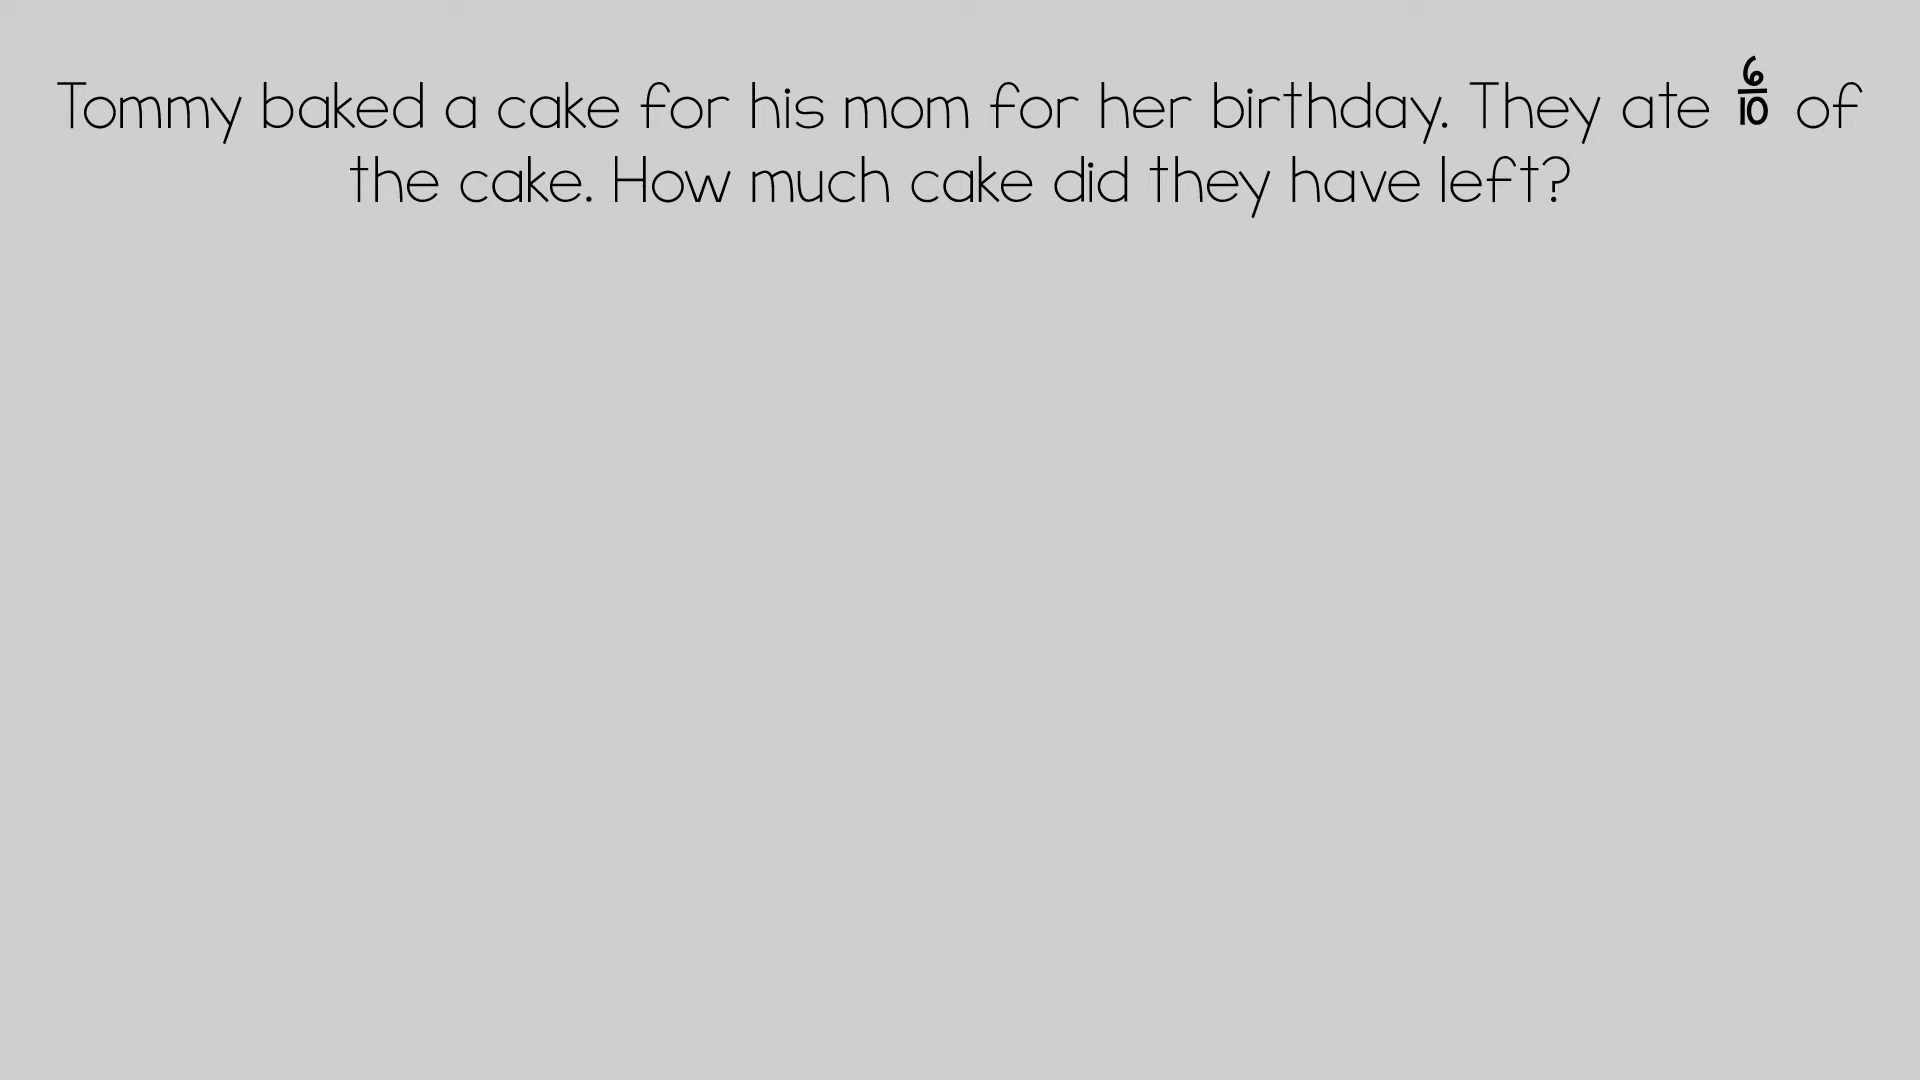 Tommy baked a cake for his mom for her birthday. They ate 6/10 of
the cake. How much cake did they have left?